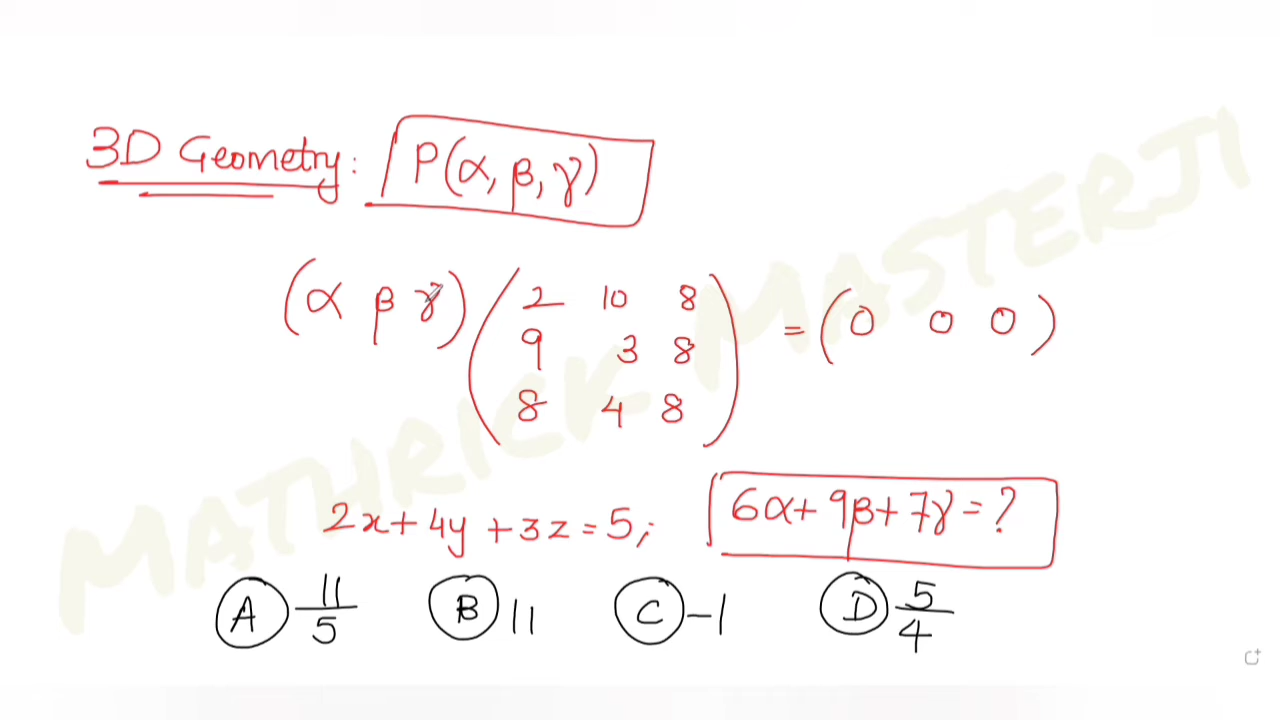 3D Geometry: P(α, β, γ)
(α β γ) (2 10 8
9 3 8
8 4 8) = (0 0 0)
2x + 4y + 3z = 5; 6α + 9β + 7γ = ?
A 11/5 B 11 C -1 D 5/4
MATHRICK MASTERJI